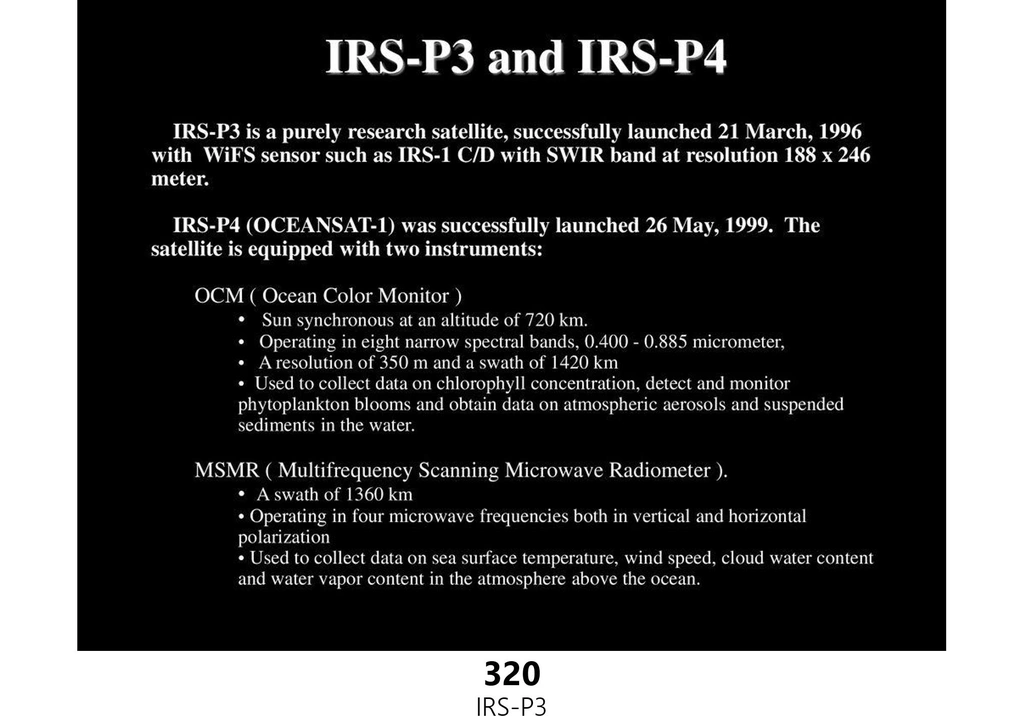 IRS-P3 and IRS-P4
IRS-P3 is a purely research satellite, successfully launched 21 March, 1996
with WiFS sensor such as IRS-1 C/D with SWIR band at resolution 188 x 246
meter.
IRS-P4 (OCEANSAT-1) was successfully launched 26 May, 1999. The
satellite is equipped with two instruments:
OCM ( Ocean Color Monitor )
• Sun synchronous at an altitude of 720 km.
• Operating in eight narrow spectral bands, 0.400 - 0.885 micrometer,
• A resolution of 350 m and a swath of 1420 km
• Used to collect data on chlorophyll concentration, detect and monitor
phytoplankton blooms and obtain data on atmospheric aerosols and suspended
sediments in the water.
MSMR ( Multifrequency Scanning Microwave Radiometer ).
• A swath of 1360 km
• Operating in four microwave frequencies both in vertical and horizontal
polarization
• Used to collect data on sea surface temperature, wind speed, cloud water content
and water vapor content in the atmosphere above the ocean.
320
IRS-P3